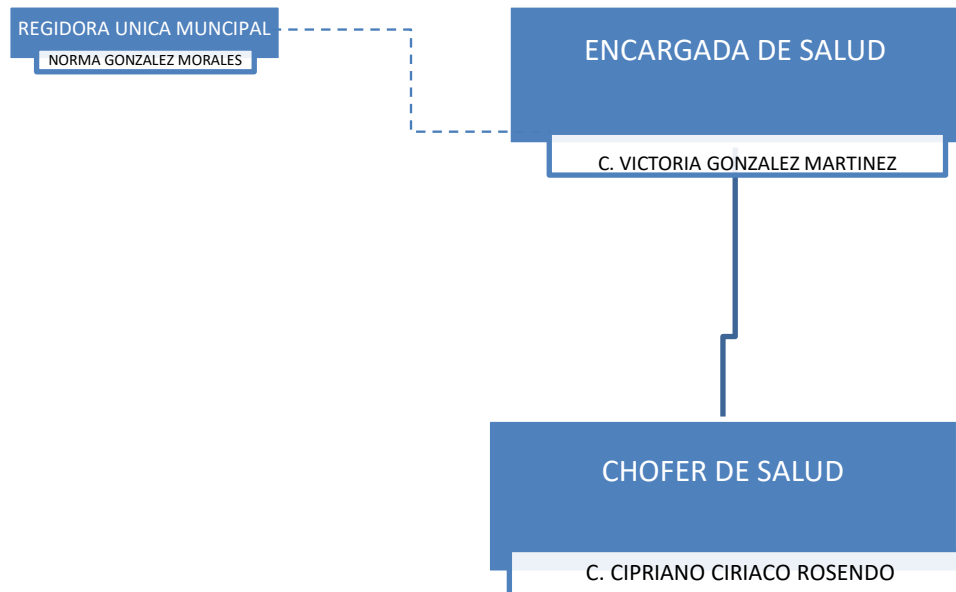 REGIDORA UNICA MUNCIPAL
NORMA GONZALEZ MORALES
ENCARGADA DE SALUD
C. VICTORIA GONZALEZ MARTINEZ
CHOFER DE SALUD
C. CIPRIANO CIRIACO ROSENDO